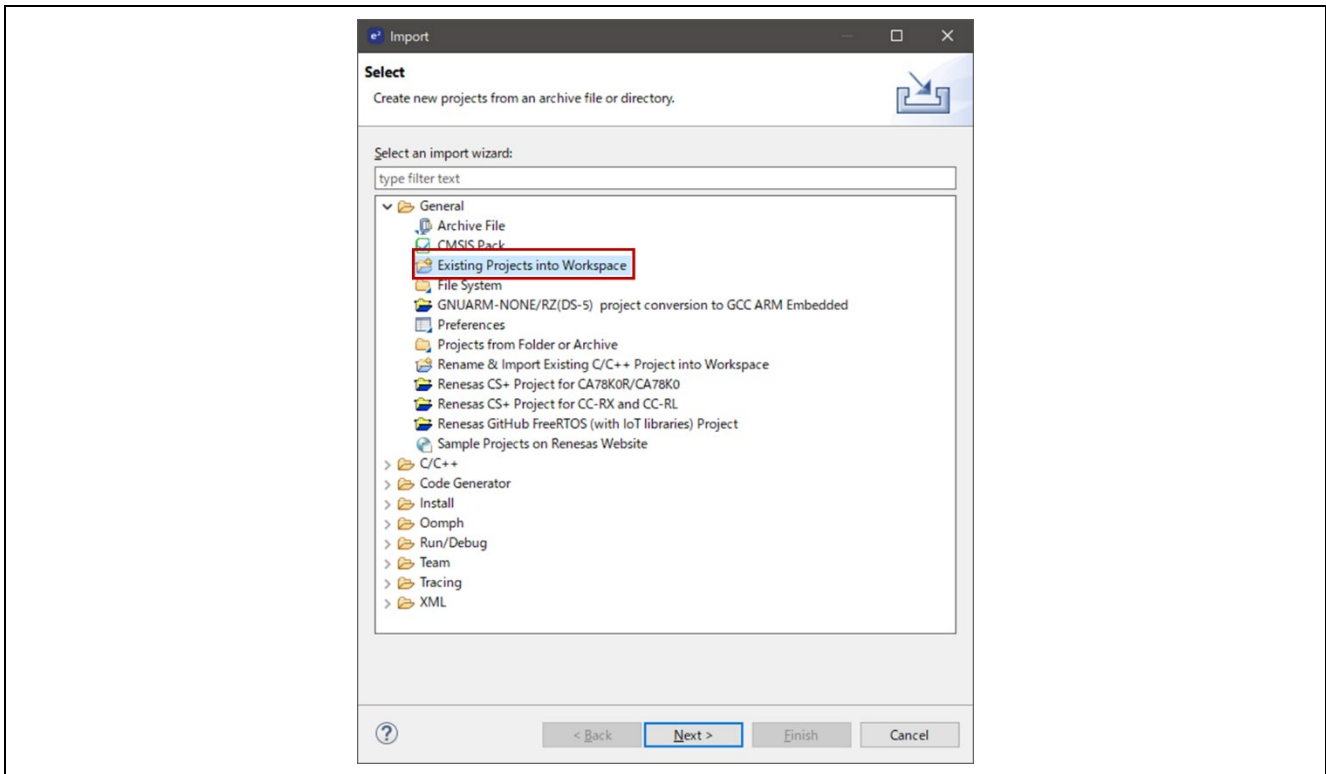 e² Import
Select
Create new projects from an archive file or directory.
Select an import wizard:
type filter text
General
Archive File
CMSIS Pack
Existing Projects into Workspace
File System
GNUARM-NONE/RZ(DS-5) project conversion to GCC ARM Embedded
Preferences
Projects from Folder or Archive
Rename & Import Existing C/C++ Project into Workspace
Renesas CS+ Project for CA78K0R/CA78K0
Renesas CS+ Project for CC-RX and CC-RL
Renesas GitHub FreeRTOS (with IoT libraries) Project
Sample Projects on Renesas Website
C/C++
Code Generator
Install
Oomph
Run/Debug
Team
Tracing
XML
? < Back Next > Finish Cancel